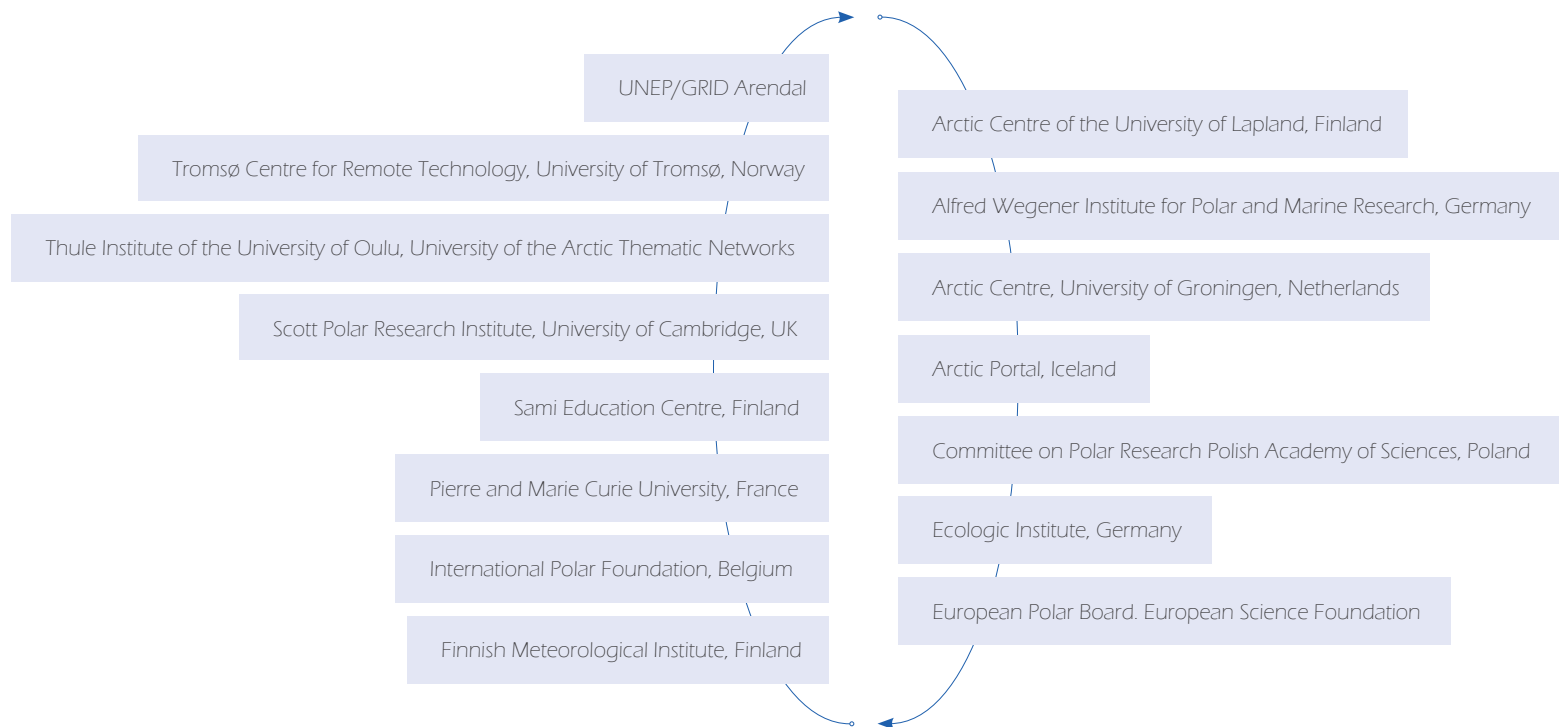 UNEP/GRID Arendal
Tromsø Centre for Remote Technology, University of Tromsø, Norway
Thule Institute of the University of Oulu, University of the Arctic Thematic Networks
Scott Polar Research Institute, University of Cambridge, UK
Sami Education Centre, Finland
Pierre and Marie Curie University, France
International Polar Foundation, Belgium
Finnish Meteorological Institute, Finland
Arctic Centre of the University of Lapland, Finland
Alfred Wegener Institute for Polar and Marine Research, Germany
Arctic Centre, University of Groningen, Netherlands
Arctic Portal, Iceland
Committee on Polar Research Polish Academy of Sciences, Poland
Ecologic Institute, Germany
European Polar Board. European Science Foundation